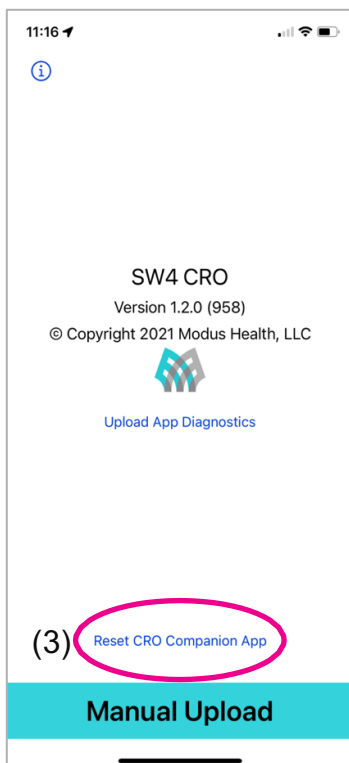 11:16
SW4 CRO
Version 1.2.0 (958)
© Copyright 2021 Modus Health, LLC
Upload App Diagnostics
(3) Reset CRO Companion App
Manual Upload